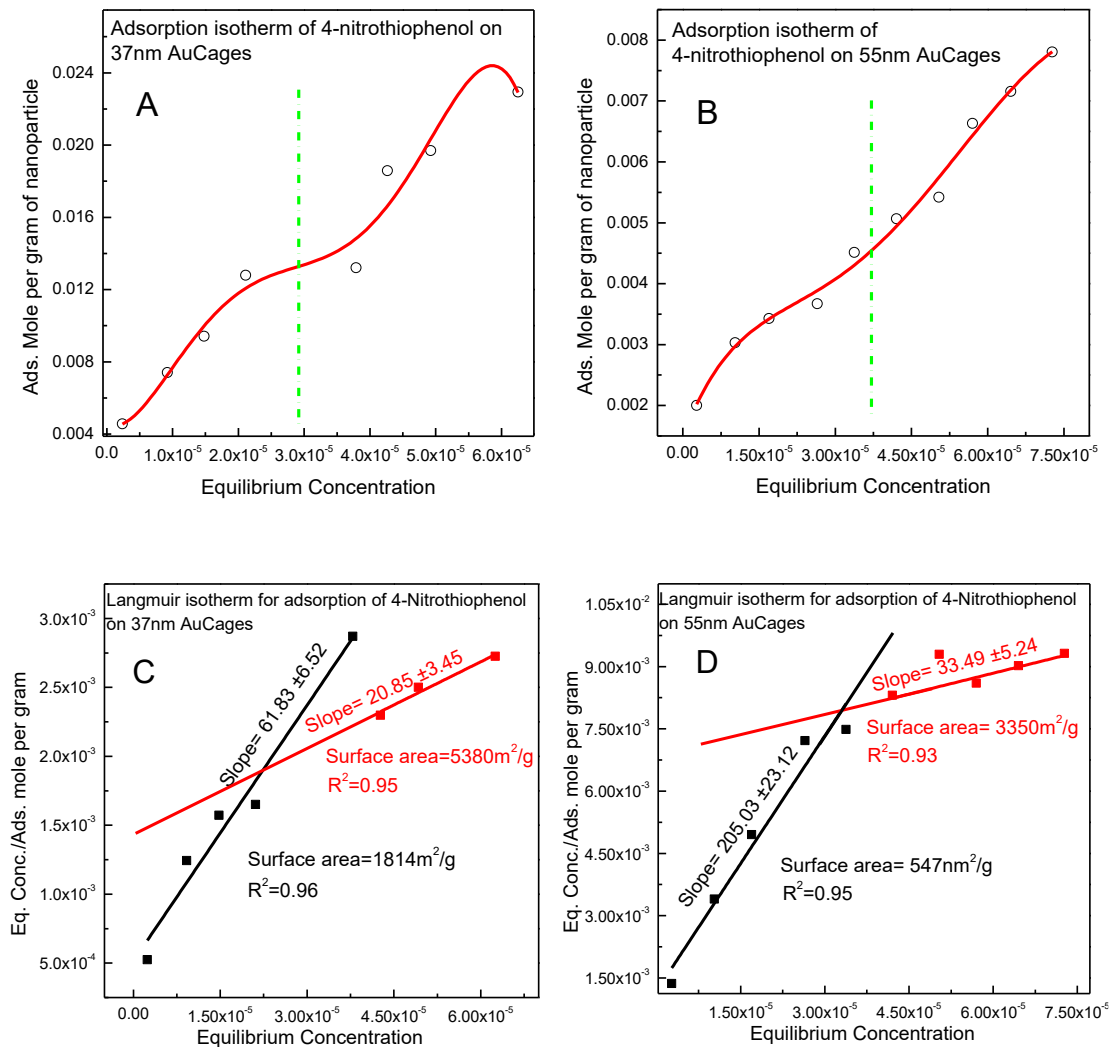 Adsorption isotherm of 4-nitrothiophenol on
37nm AuCages
A
0.024
0.020
0.016
0.012
0.008
0.004
0.0
1.0x10⁻⁵
2.0x10⁻⁵
3.0x10⁻⁵
4.0x10⁻⁵
5.0x10⁻⁵
6.0x10⁻⁵
Ads. Mole per gram of nanoparticle
Equilibrium Concentration
Adsorption isotherm of
4-nitrothiophenol on 55nm AuCages
B
0.008
0.007
0.006
0.005
0.004
0.003
0.002
0.00
1.50x10⁻⁵
3.00x10⁻⁵
4.50x10⁻⁵
6.00x10⁻⁵
7.50x10⁻⁵
Ads. Mole per gram of nanoparticle
Equilibrium Concentration
Langmuir isotherm for adsorption of 4-Nitrothiophenol
on 37nm AuCages
C
3.0x10⁻³
2.5x10⁻³
2.0x10⁻³
1.5x10⁻³
1.0x10⁻³
5.0x10⁻⁴
Slope= 61.83 ±6.52
Slope= 20.85 ±3.45
Surface area=5380m²/g
R²=0.95
Surface area=1814m²/g
R²=0.96
0.00
1.50x10⁻⁵
3.00x10⁻⁵
4.50x10⁻⁵
6.00x10⁻⁵
Eq. Conc./Ads. mole per gram
Equilibrium Concentration
Langmuir isotherm for adsorption of 4-Nitrothiophenol
on 55nm AuCages
D
1.05x10⁻²
9.00x10⁻³
7.50x10⁻³
6.00x10⁻³
4.50x10⁻³
3.00x10⁻³
1.50x10⁻³
Slope= 33.49 ±5.24
Surface area= 3350m²/g
R²=0.93
Slope= 205.03 ±23.12
Surface area= 547nm²/g
R²=0.95
1.50x10⁻⁵
3.00x10⁻⁵
4.50x10⁻⁵
6.00x10⁻⁵
7.50x10⁻⁵
Eq. Conc./Ads. mole per gram
Equilibrium Concentration